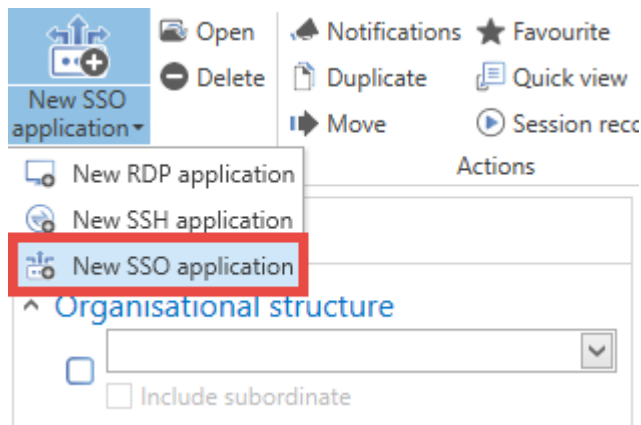 New SSO
application
Open
Delete
Notifications
Duplicate
Move
Favourite
Quick view
Session
Actions
New RDP application
New SSH application
New SSO application
Organisational structure
Include subordinate